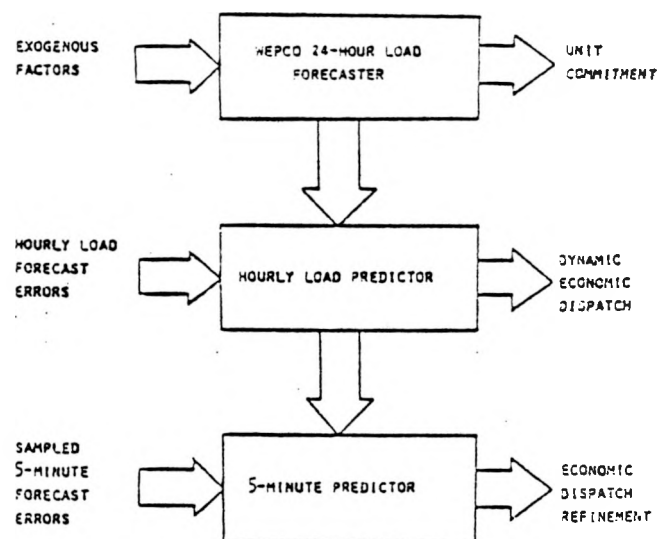 EXOGENOUS
FACTORS
WEPCO 24-HOUR LOAD
FORECASTER
UNIT
COMMITMENT
HOURLY LOAD
FORECAST
ERRORS
HOURLY LOAD PREDICTOR
DYNAMIC
ECONOMIC
DISPATCH
SAMPLED
5-MINUTE
FORECAST
ERRORS
5-MINUTE PREDICTOR
ECONOMIC
DISPATCH
REFINEMENT